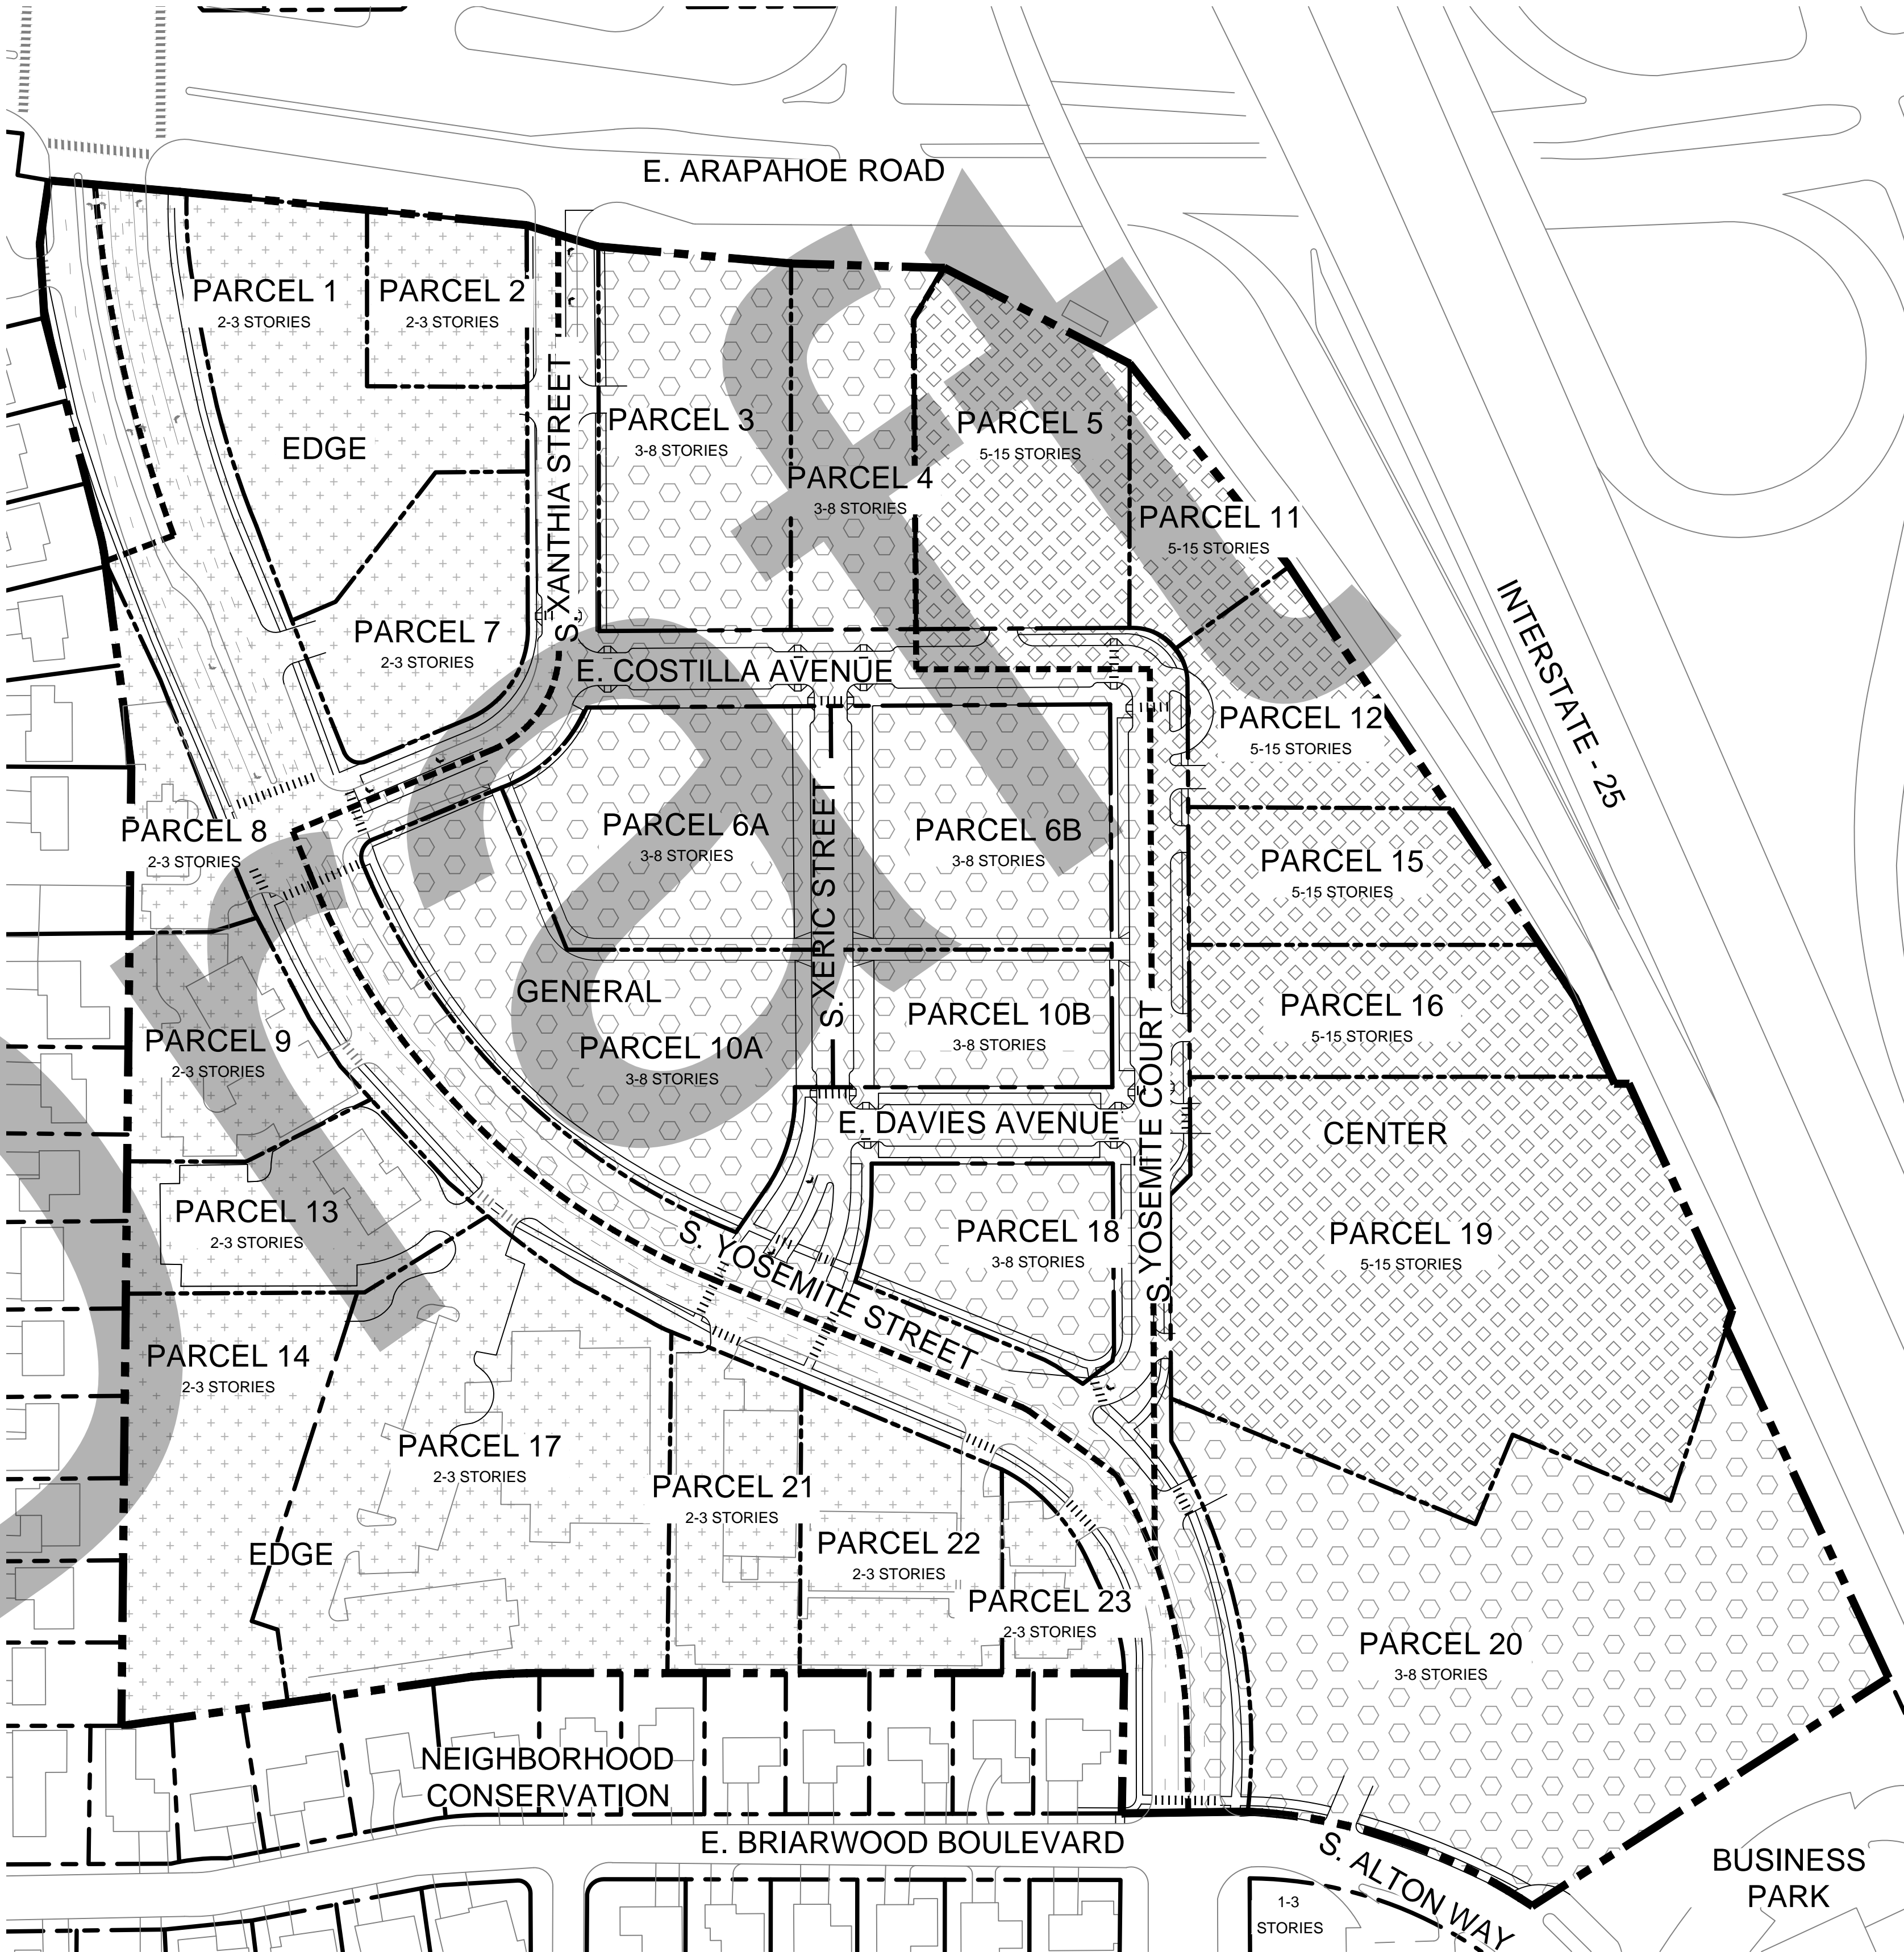 E. ARAPAHOE ROAD
PARCEL 1
2-3 STORIES
PARCEL 2
2-3 STORIES
S. XANTHIA STREET
PARCEL 3
3-8 STORIES
PARCEL 4
3-8 STORIES
PARCEL 5
5-15 STORIES
EDGE
PARCEL 11
5-15 STORIES
INTERSTATE - 25
PARCEL 7
2-3 STORIES
E. COSTILLA AVENUE
PARCEL 12
5-15 STORIES
PARCEL 8
2-3 STORIES
PARCEL 6A
3-8 STORIES
S. XERIC STREET
PARCEL 6B
3-8 STORIES
PARCEL 15
5-15 STORIES
GENERAL
PARCEL 10A
3-8 STORIES
PARCEL 10B
3-8 STORIES
S. YOSEMITE COURT
PARCEL 16
5-15 STORIES
PARCEL 9
2-3 STORIES
E. DAVIES AVENUE
CENTER
PARCEL 13
2-3 STORIES
S. YOSEMITE STREET
PARCEL 18
3-8 STORIES
PARCEL 19
5-15 STORIES
PARCEL 14
2-3 STORIES
PARCEL 17
2-3 STORIES
PARCEL 21
2-3 STORIES
EDGE
PARCEL 22
2-3 STORIES
PARCEL 23
2-3 STORIES
PARCEL 20
3-8 STORIES
NEIGHBORHOOD
CONSERVATION
E. BRIARWOOD BOULEVARD
S. ALTON WAY
BUSINESS
PARK
1-3
STORIES
Draft